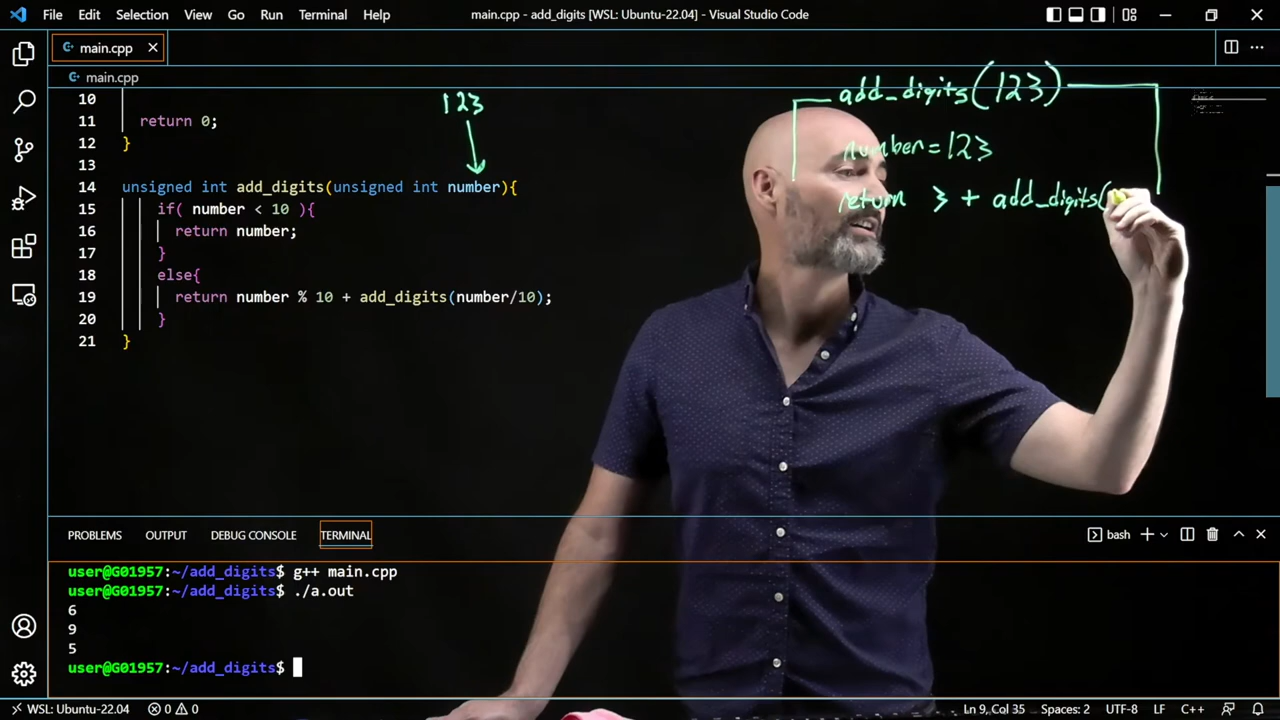 File Edit Selection View Go Run Terminal Help
main.cpp - add_digits [WSL: Ubuntu-22.04] - Visual Studio Code
main.cpp
main.cpp
10
11 return 0;
12 }
13
14 unsigned int add_digits(unsigned int number){
15 if( number < 10 ){
16 return number;
17 }
18 else{
19 return number % 10 + add_digits(number/10);
20 }
21 }
123
add_digits(123)
number=123
return 3 + add_digits(
PROBLEMS OUTPUT DEBUG CONSOLE TERMINAL
bash
user@G01957:~/add_digits$ g++ main.cpp
user@G01957:~/add_digits$ ./a.out
6
9
5
user@G01957:~/add_digits$
WSL: Ubuntu-22.04 0 0 Ln 9, Col 35 Spaces: 2 UTF-8 LF C++